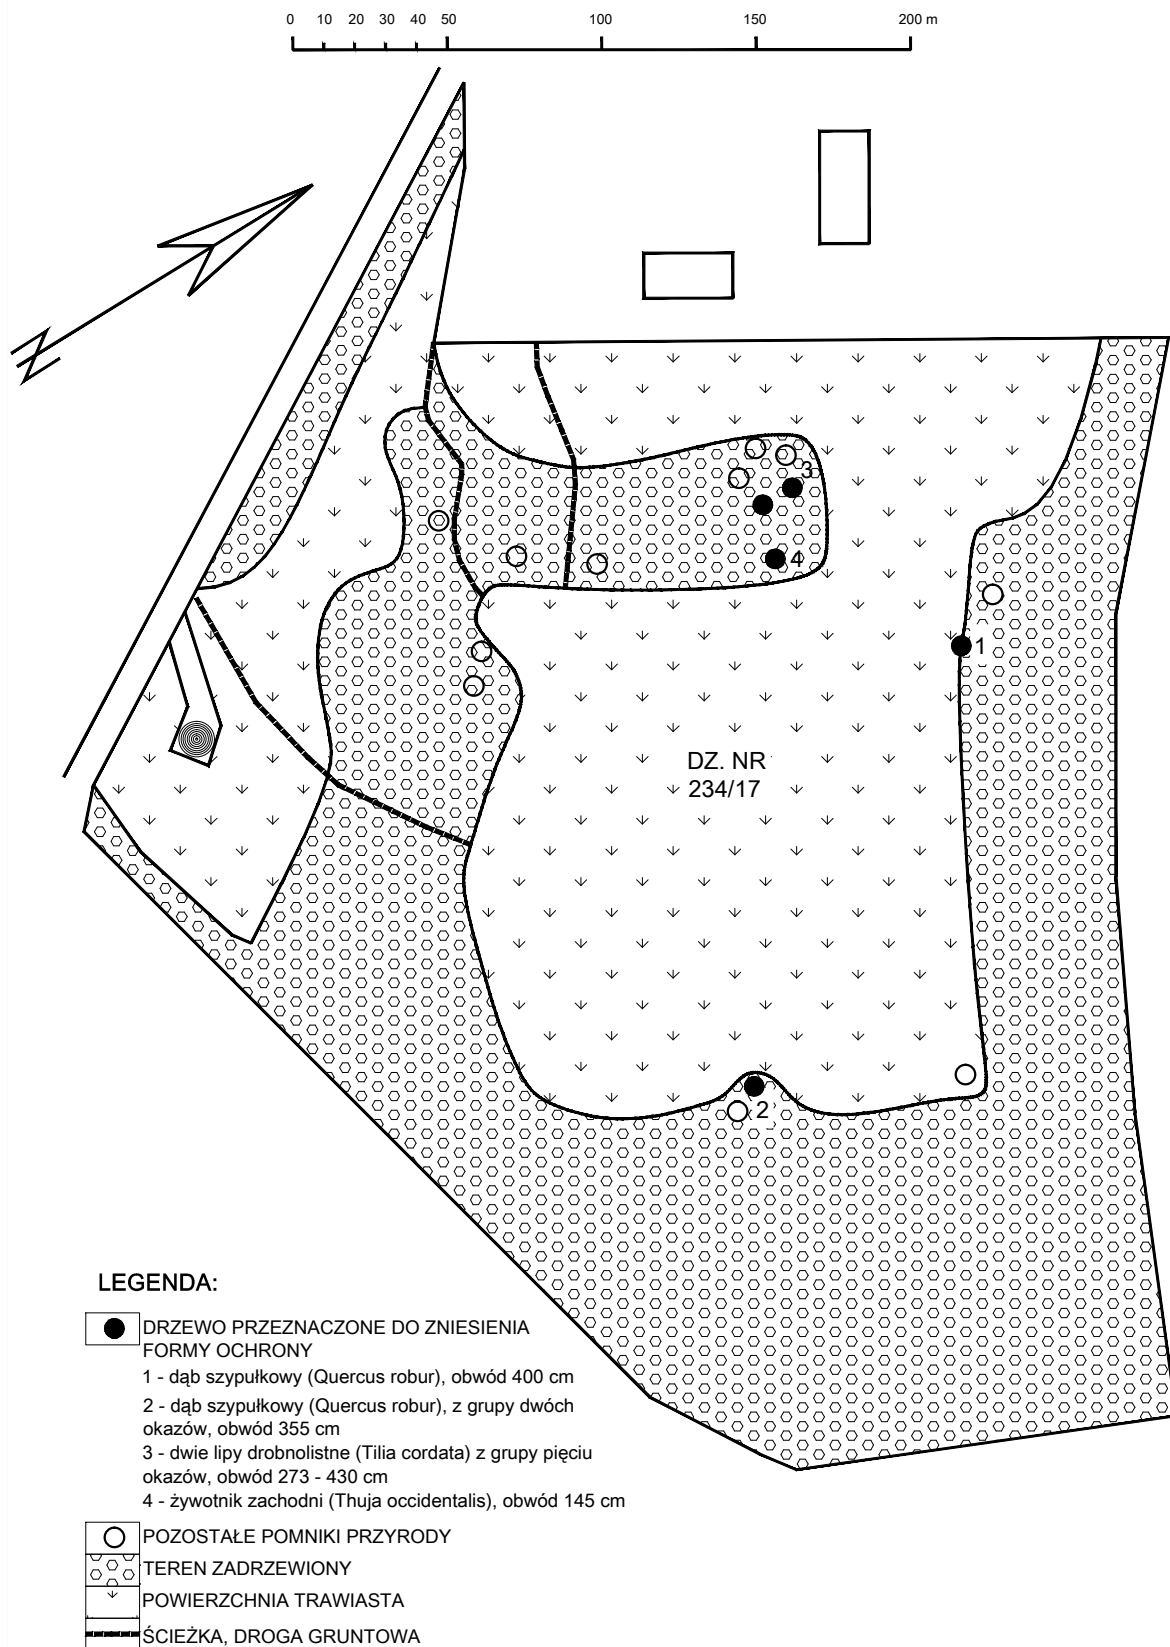 0 10 20 30 40 50 100 150 200 m
N
3
4
1
DZ. NR
234/17
2
LEGENDA:
DRZEWO PRZEZNACZONE DO ZNIESIENIA
FORMY OCHRONY
1 - dąb szypułkowy (Quercus robur), obwód 400 cm
2 - dąb szypułkowy (Quercus robur), z grupy dwóch
okazów, obwód 355 cm
3 - dwie lipy drobnolistne (Tilia cordata) z grupy pięciu
okazów, obwód 273 - 430 cm
4 - żywotnik zachodni (Thuja occidentalis), obwód 145 cm
POZOSTAŁE POMNIKI PRZYRODY
TEREN ZADRZEWIONY
POWIERZCHNIA TRAWIASTA
ŚCIEŻKA, DROGA GRUNTOWA